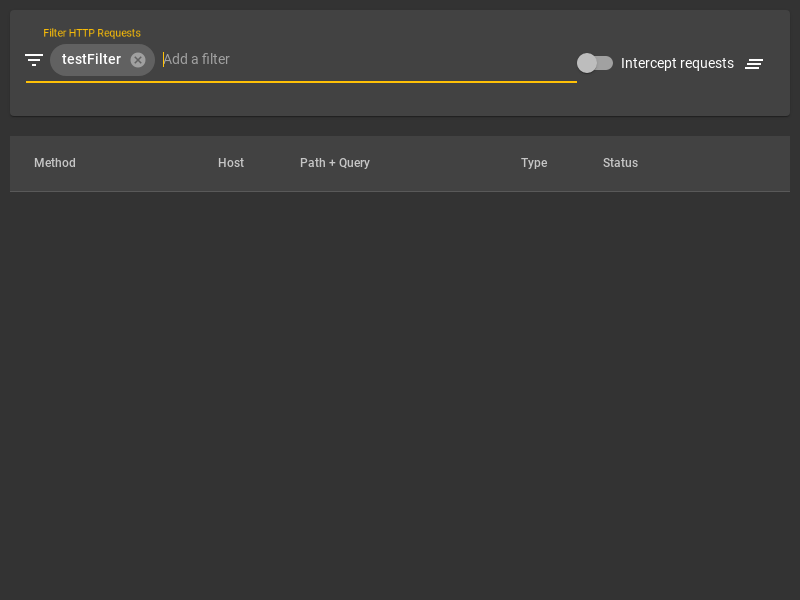 Filter HTTP Requests
testFilter Add a filter
Intercept requests
Method Host Path + Query Type Status